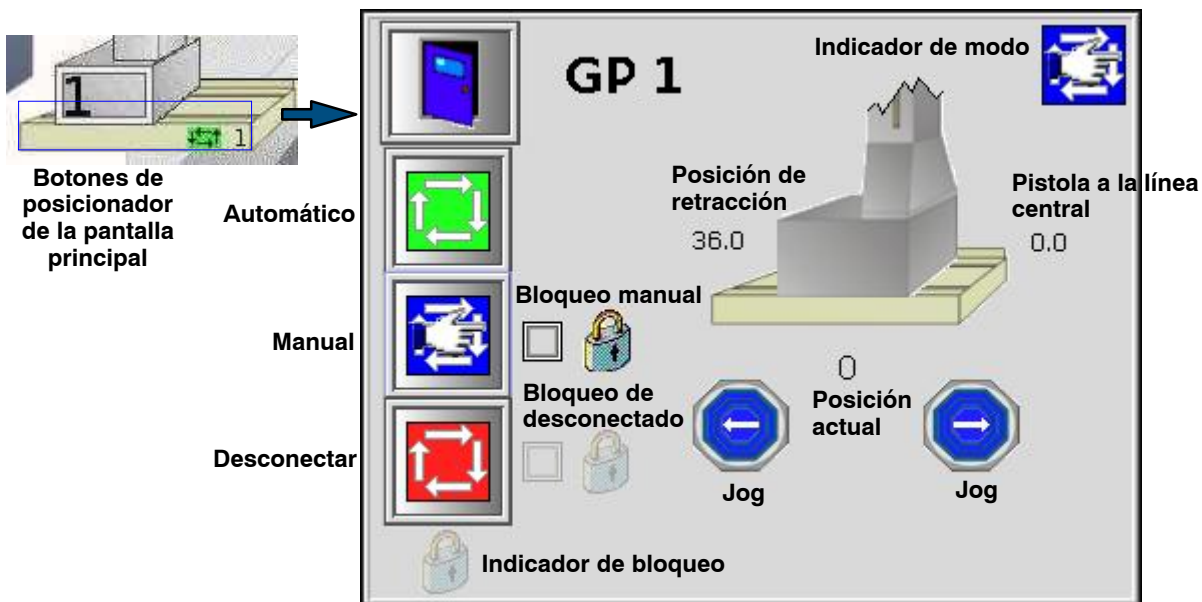 1
1
Botones de
posicionador
de la pantalla
principal
Automático
Manual
Desconectar
GP 1
Indicador de modo
Posición de
retracción
36.0
Pistola a la línea
central
0.0
Bloqueo manual
Bloqueo de
desconectado
0
Posición
actual
Jog
Jog
Indicador de bloqueo